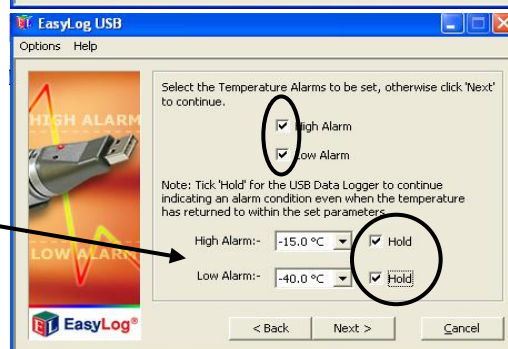 EasyLog USB
Options Help
Select the Temperature Alarms to be set, otherwise click 'Next'
to continue.
HIGH ALARM
High Alarm
Low Alarm
Note: Tick 'Hold' for the USB Data Logger to continue
indicating an alarm condition even when the temperature
has returned to within the set parameters.
High Alarm:- -15.0 °C Hold
LOW ALARM
Low Alarm:- -40.0 °C Hold
EasyLog®
< Back Next > Cancel